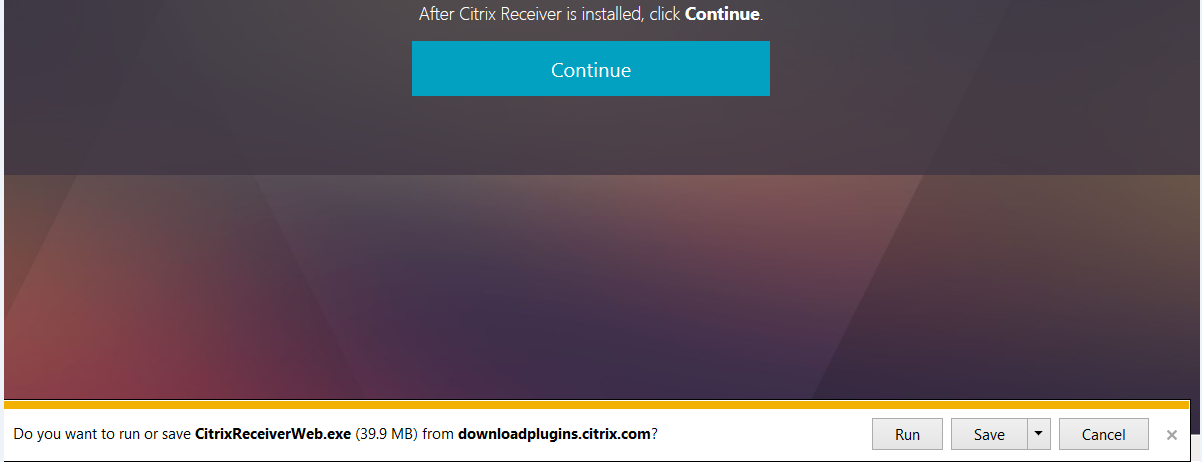 After Citrix Receiver is installed, click Continue.
Continue
Do you want to run or save CitrixReceiverWeb.exe (39.9 MB) from downloadplugins.citrix.com? Run Save Cancel